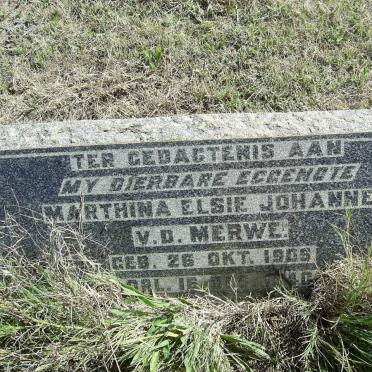 TER GEDAGTENIS AAN
MY DIERBARE EGGENOTE
MARTHINA ELSIE JOHANNE
V.D. MERWE.
GEB 26 OKT. 1909